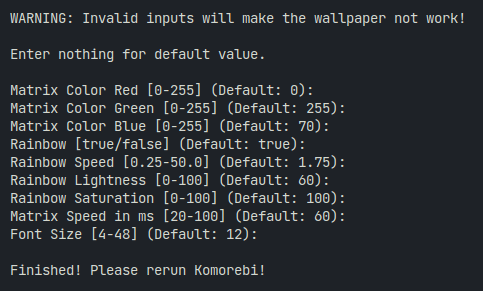 WARNING: Invalid inputs will make the wallpaper not work!
Enter nothing for default value.
Matrix Color Red [0-255] (Default: 0):
Matrix Color Green [0-255] (Default: 255):
Matrix Color Blue [0-255] (Default: 70):
Rainbow [true/false] (Default: true):
Rainbow Speed [0.25-50.0] (Default: 1.75):
Rainbow Lightness [0-100] (Default: 60):
Rainbow Saturation [0-100] (Default: 100):
Matrix Speed in ms [20-100] (Default: 60):
Font Size [4-48] (Default: 12):
Finished! Please rerun Komorebi!